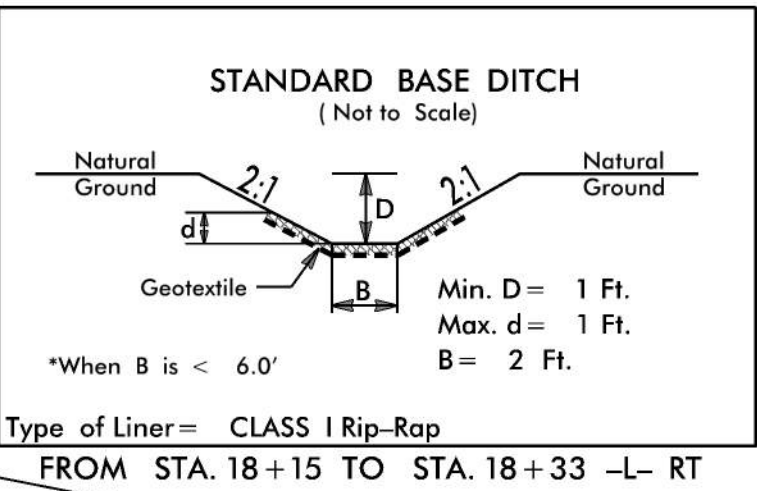 STANDARD BASE DITCH
( Not to Scale)
Natural
Ground
2:1
D
2:1
Natural
Ground
d
Geotextile
B
Min. D = 1 Ft.
Max. d = 1 Ft.
B = 2 Ft.
*When B is < 6.0'
Type of Liner = CLASS I Rip-Rap
FROM STA. 18+15 TO STA. 18+33 -L- RT